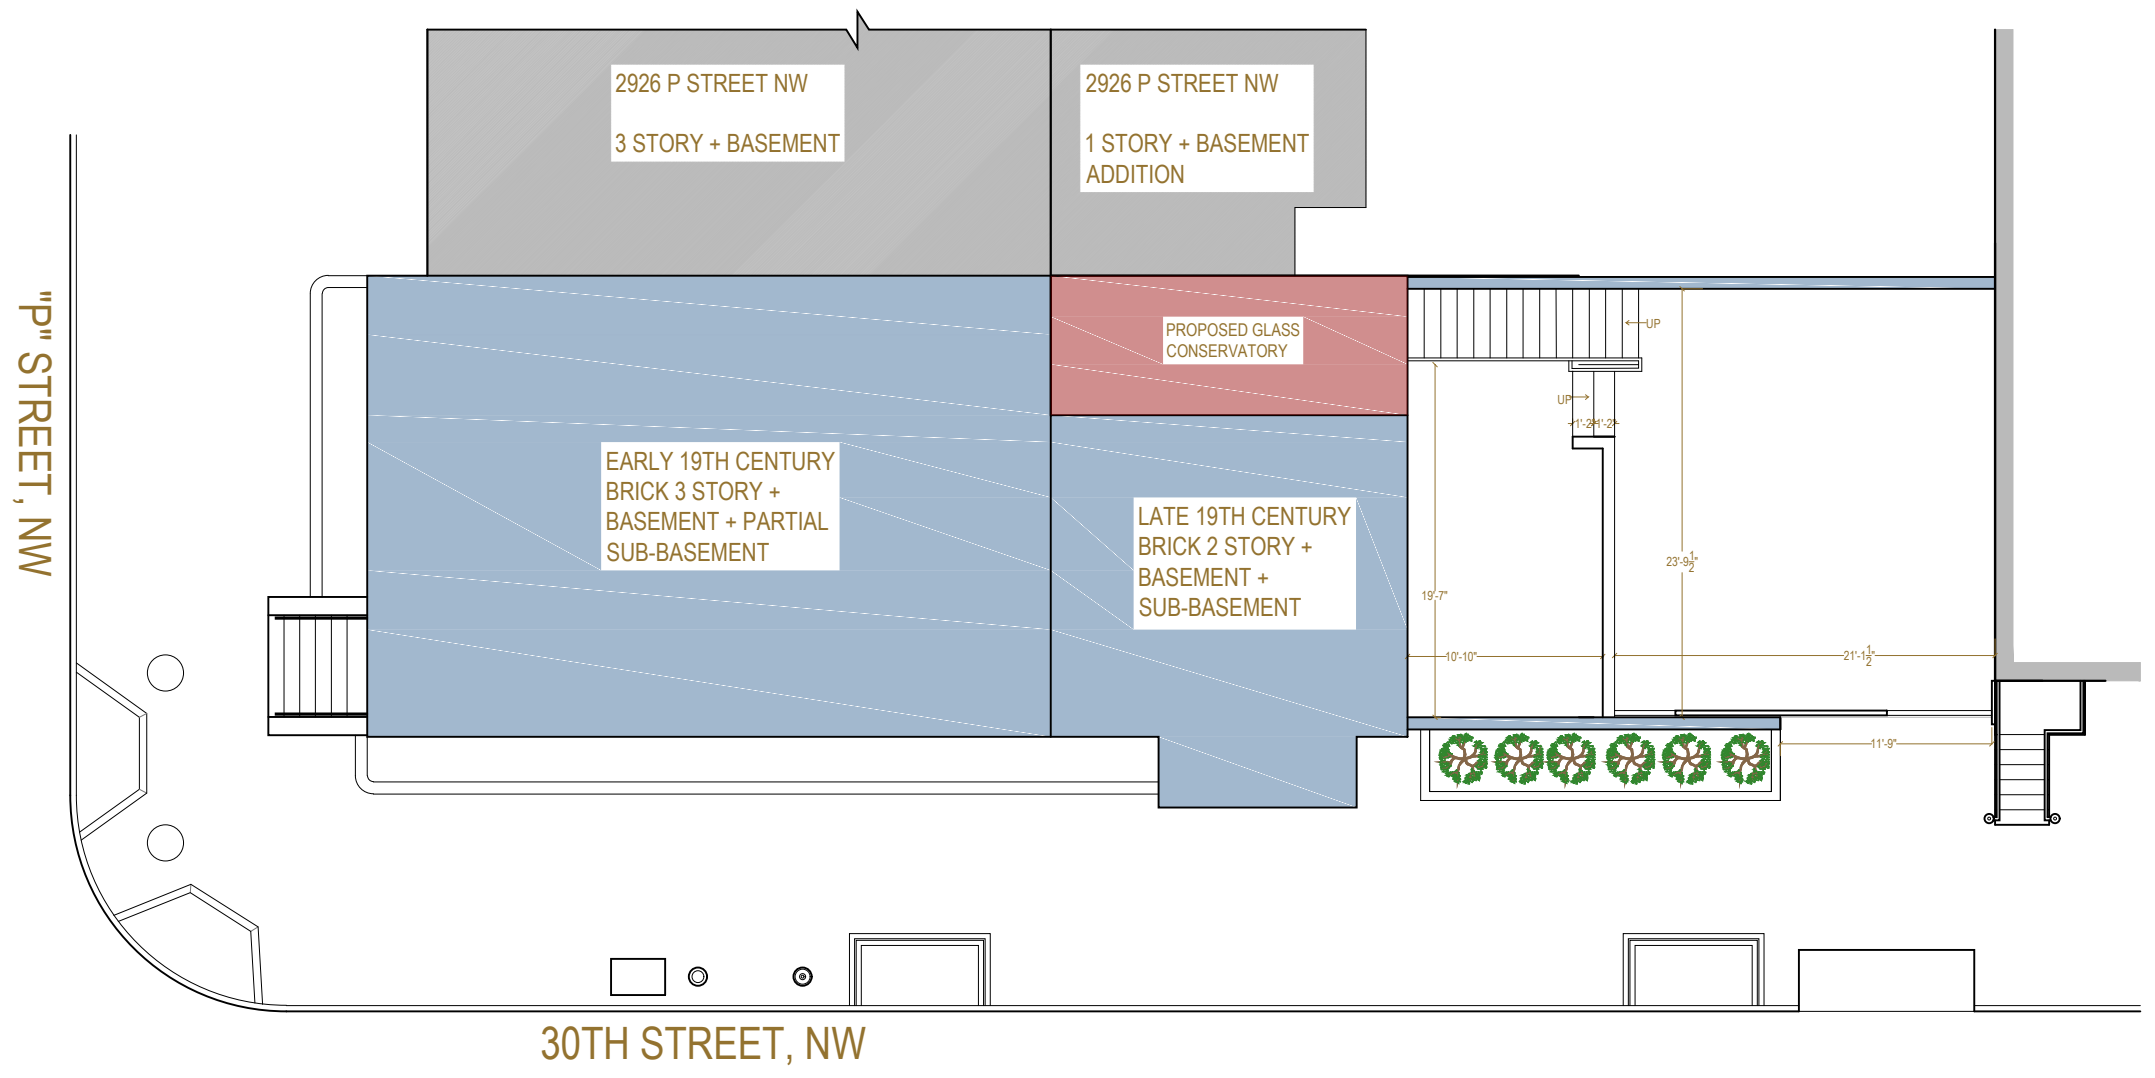 2926 P STREET NW
3 STORY + BASEMENT
2926 P STREET NW
1 STORY + BASEMENT
ADDITION
"P" STREET, NW
PROPOSED GLASS
CONSERVATORY
UP
UP
1'-2"
1'-2"
EARLY 19TH CENTURY
BRICK 3 STORY +
BASEMENT + PARTIAL
SUB-BASEMENT
LATE 19TH CENTURY
BRICK 2 STORY +
BASEMENT +
SUB-BASEMENT
23'-9 1/2"
19'-7"
10'-10"
21'-1 1/2"
11'-9"
30TH STREET, NW